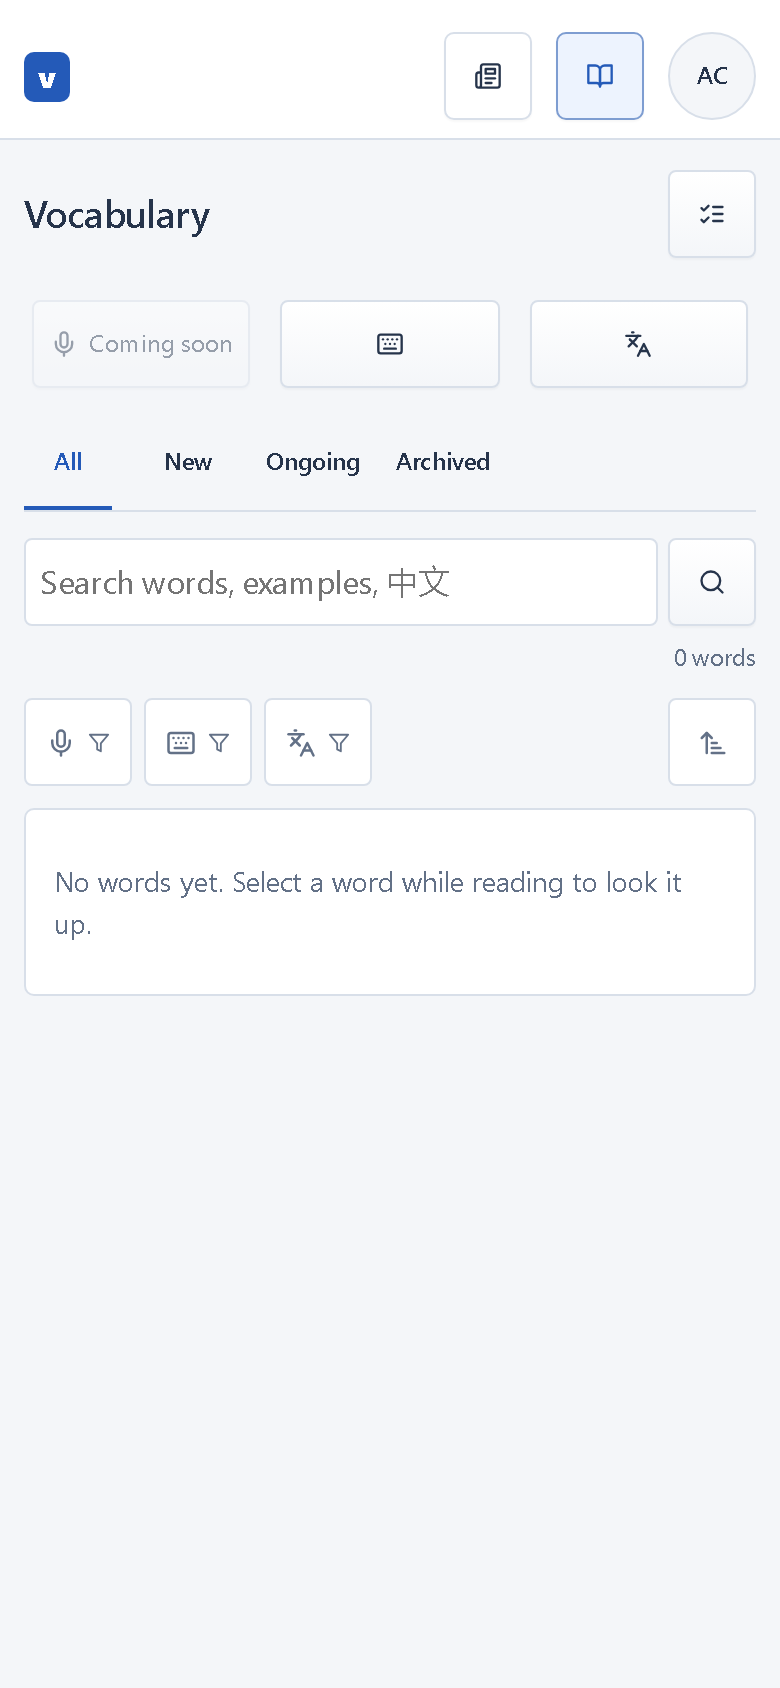 v
AC
Vocabulary
Coming soon
All New Ongoing Archived
Search words, examples, 中文
0 words
No words yet. Select a word while reading to look it
up.